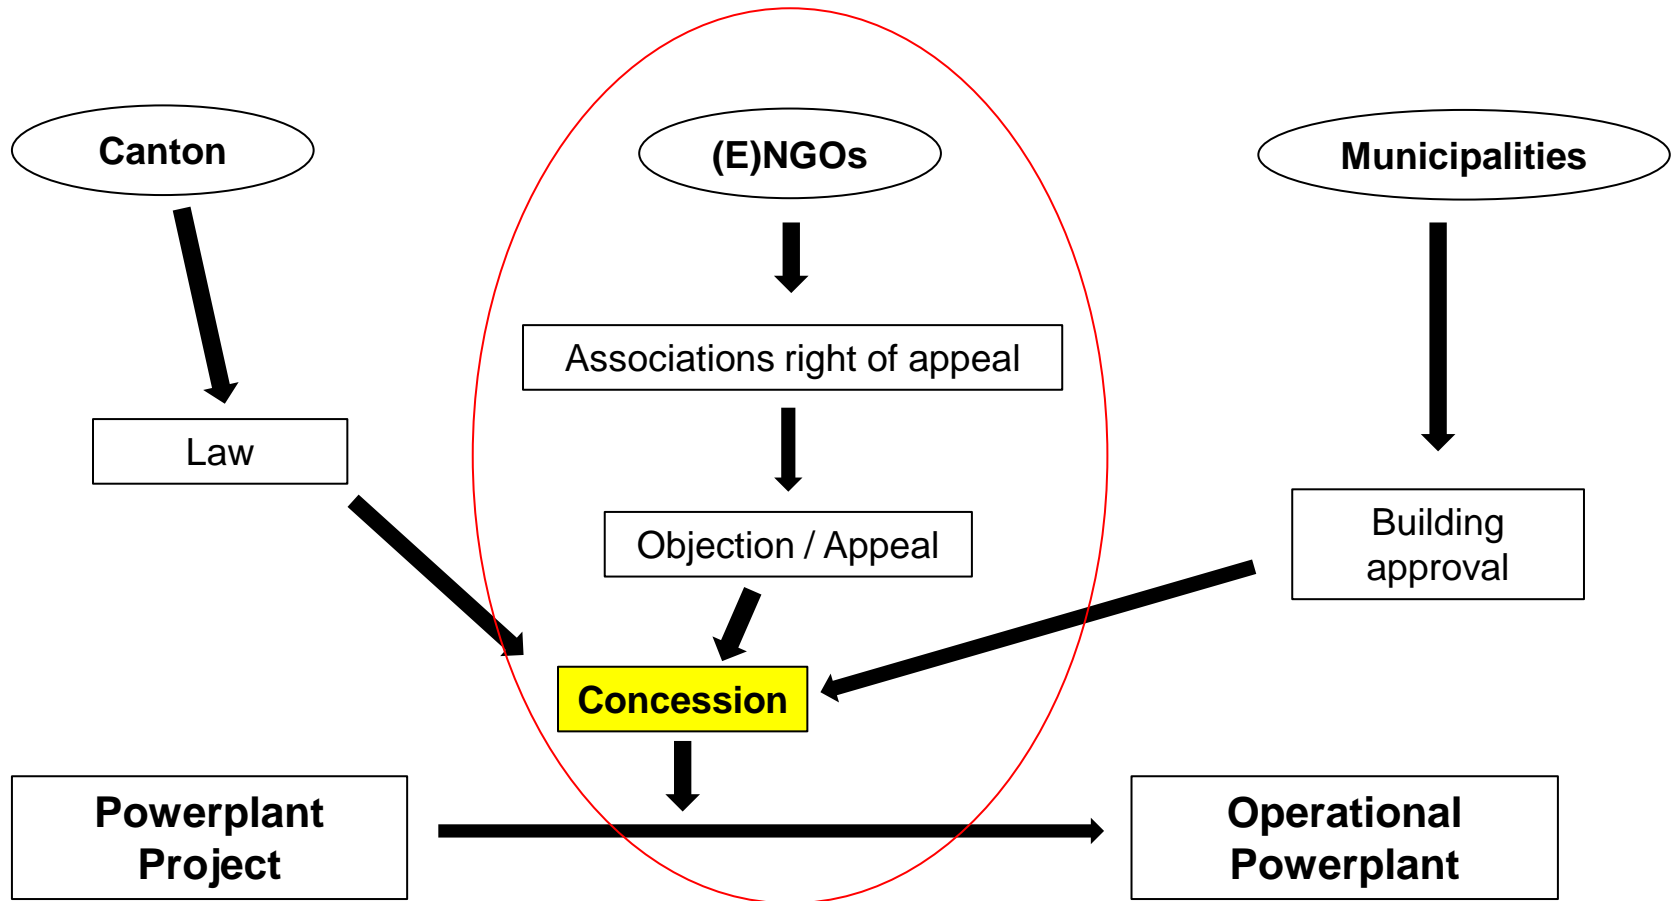 Canton
(E)NGOs
Municipalities
Associations right of appeal
Law
Objection / Appeal
Building
approval
Concession
Powerplant
Project
Operational
Powerplant